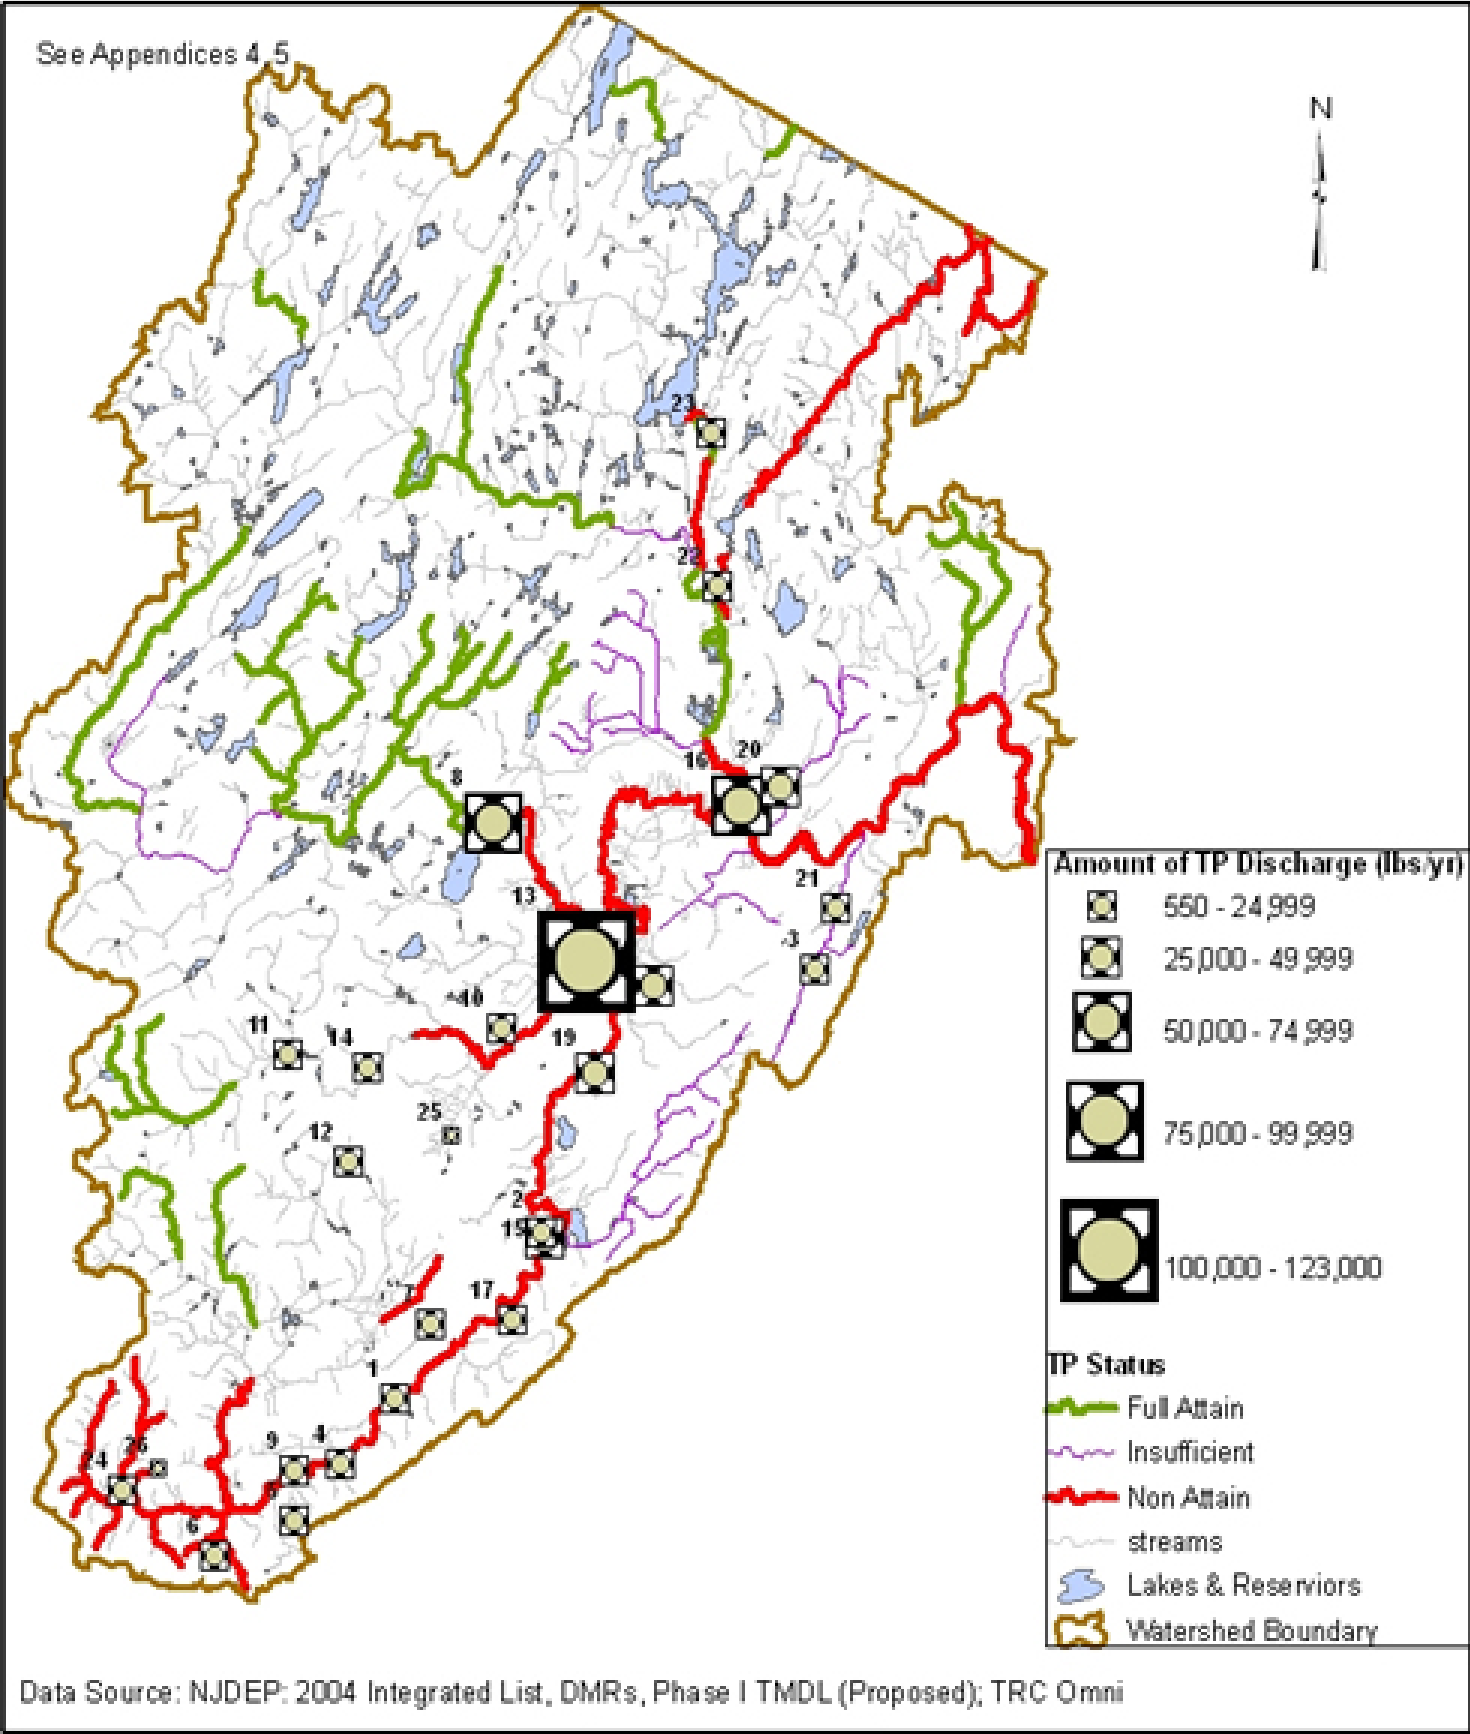 See Appendices 4, 5
N
23
22
20
16
8
21
13
3
10
11
14
19
25
12
2
15
17
7
1
9
4
26
24
6
Amount of TP Discharge (lbs/yr)
550 - 24,999
25,000 - 49,999
50,000 - 74,999
75,000 - 99,999
100,000 - 123,000
TP Status
Full Attain
Insufficient
Non Attain
streams
Lakes & Reserviors
Watershed Boundary
Data Source: NJDEP: 2004 Integrated List, DMRs, Phase I TMDL (Proposed); TRC Omni